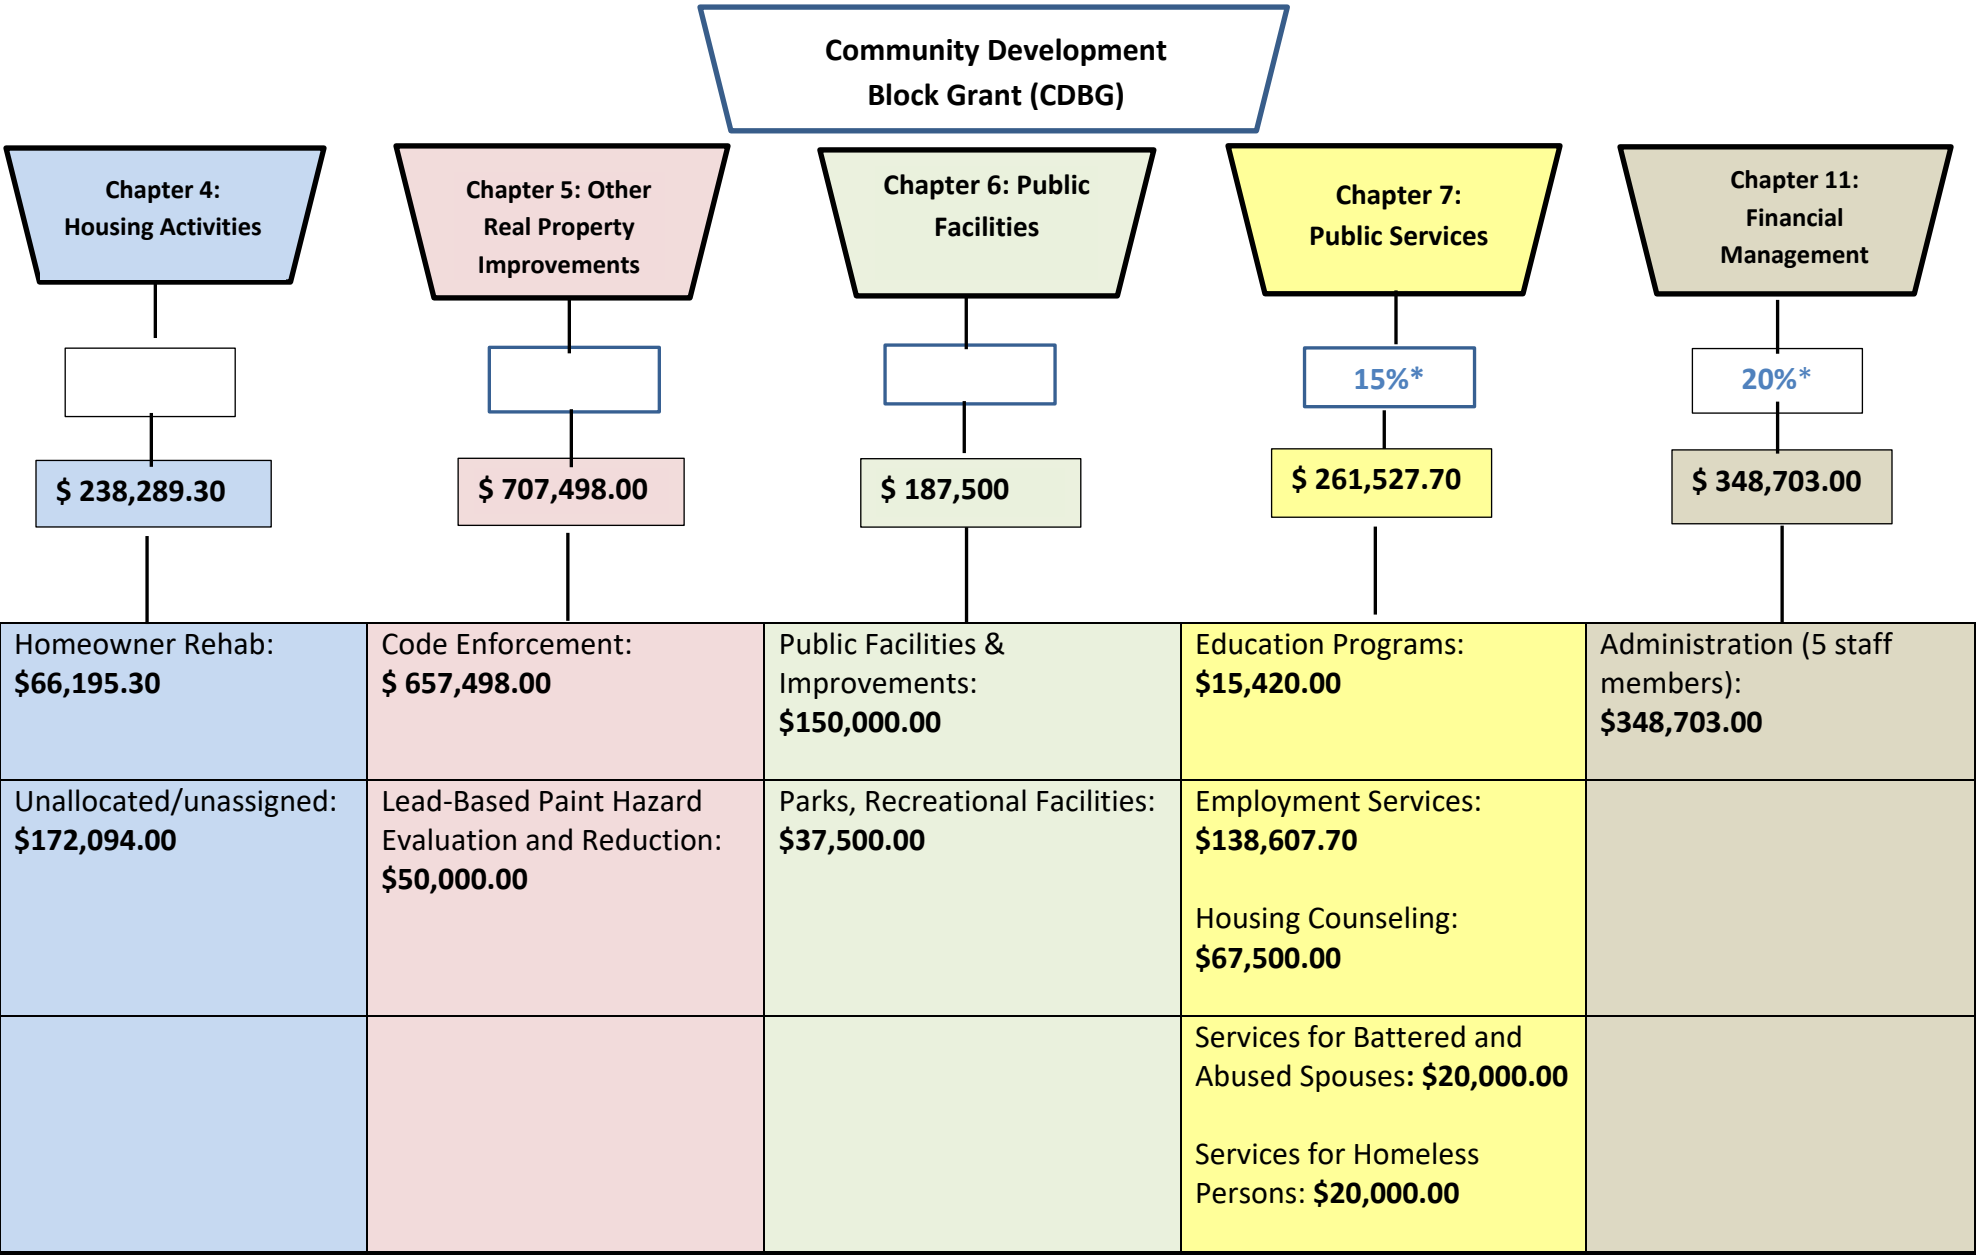 Community Development
Block Grant (CDBG)
Chapter 4:
Housing Activities
Chapter 5: Other
Real Property
Improvements
Chapter 6: Public
Facilities
Chapter 7:
Public Services
Chapter 11:
Financial
Management
15%*
20%*
$ 238,289.30
$ 707,498.00
$ 187,500
$ 261,527.70
$ 348,703.00
Homeowner Rehab:
$66,195.30
Code Enforcement:
$ 657,498.00
Public Facilities &
Improvements:
$150,000.00
Education Programs:
$15,420.00
Administration (5 staff
members):
$348,703.00
Unallocated/unassigned:
$172,094.00
Lead-Based Paint Hazard
Evaluation and Reduction:
$50,000.00
Parks, Recreational Facilities:
$37,500.00
Employment Services:
$138,607.70
Housing Counseling:
$67,500.00
Services for Battered and
Abused Spouses: $20,000.00
Services for Homeless
Persons: $20,000.00